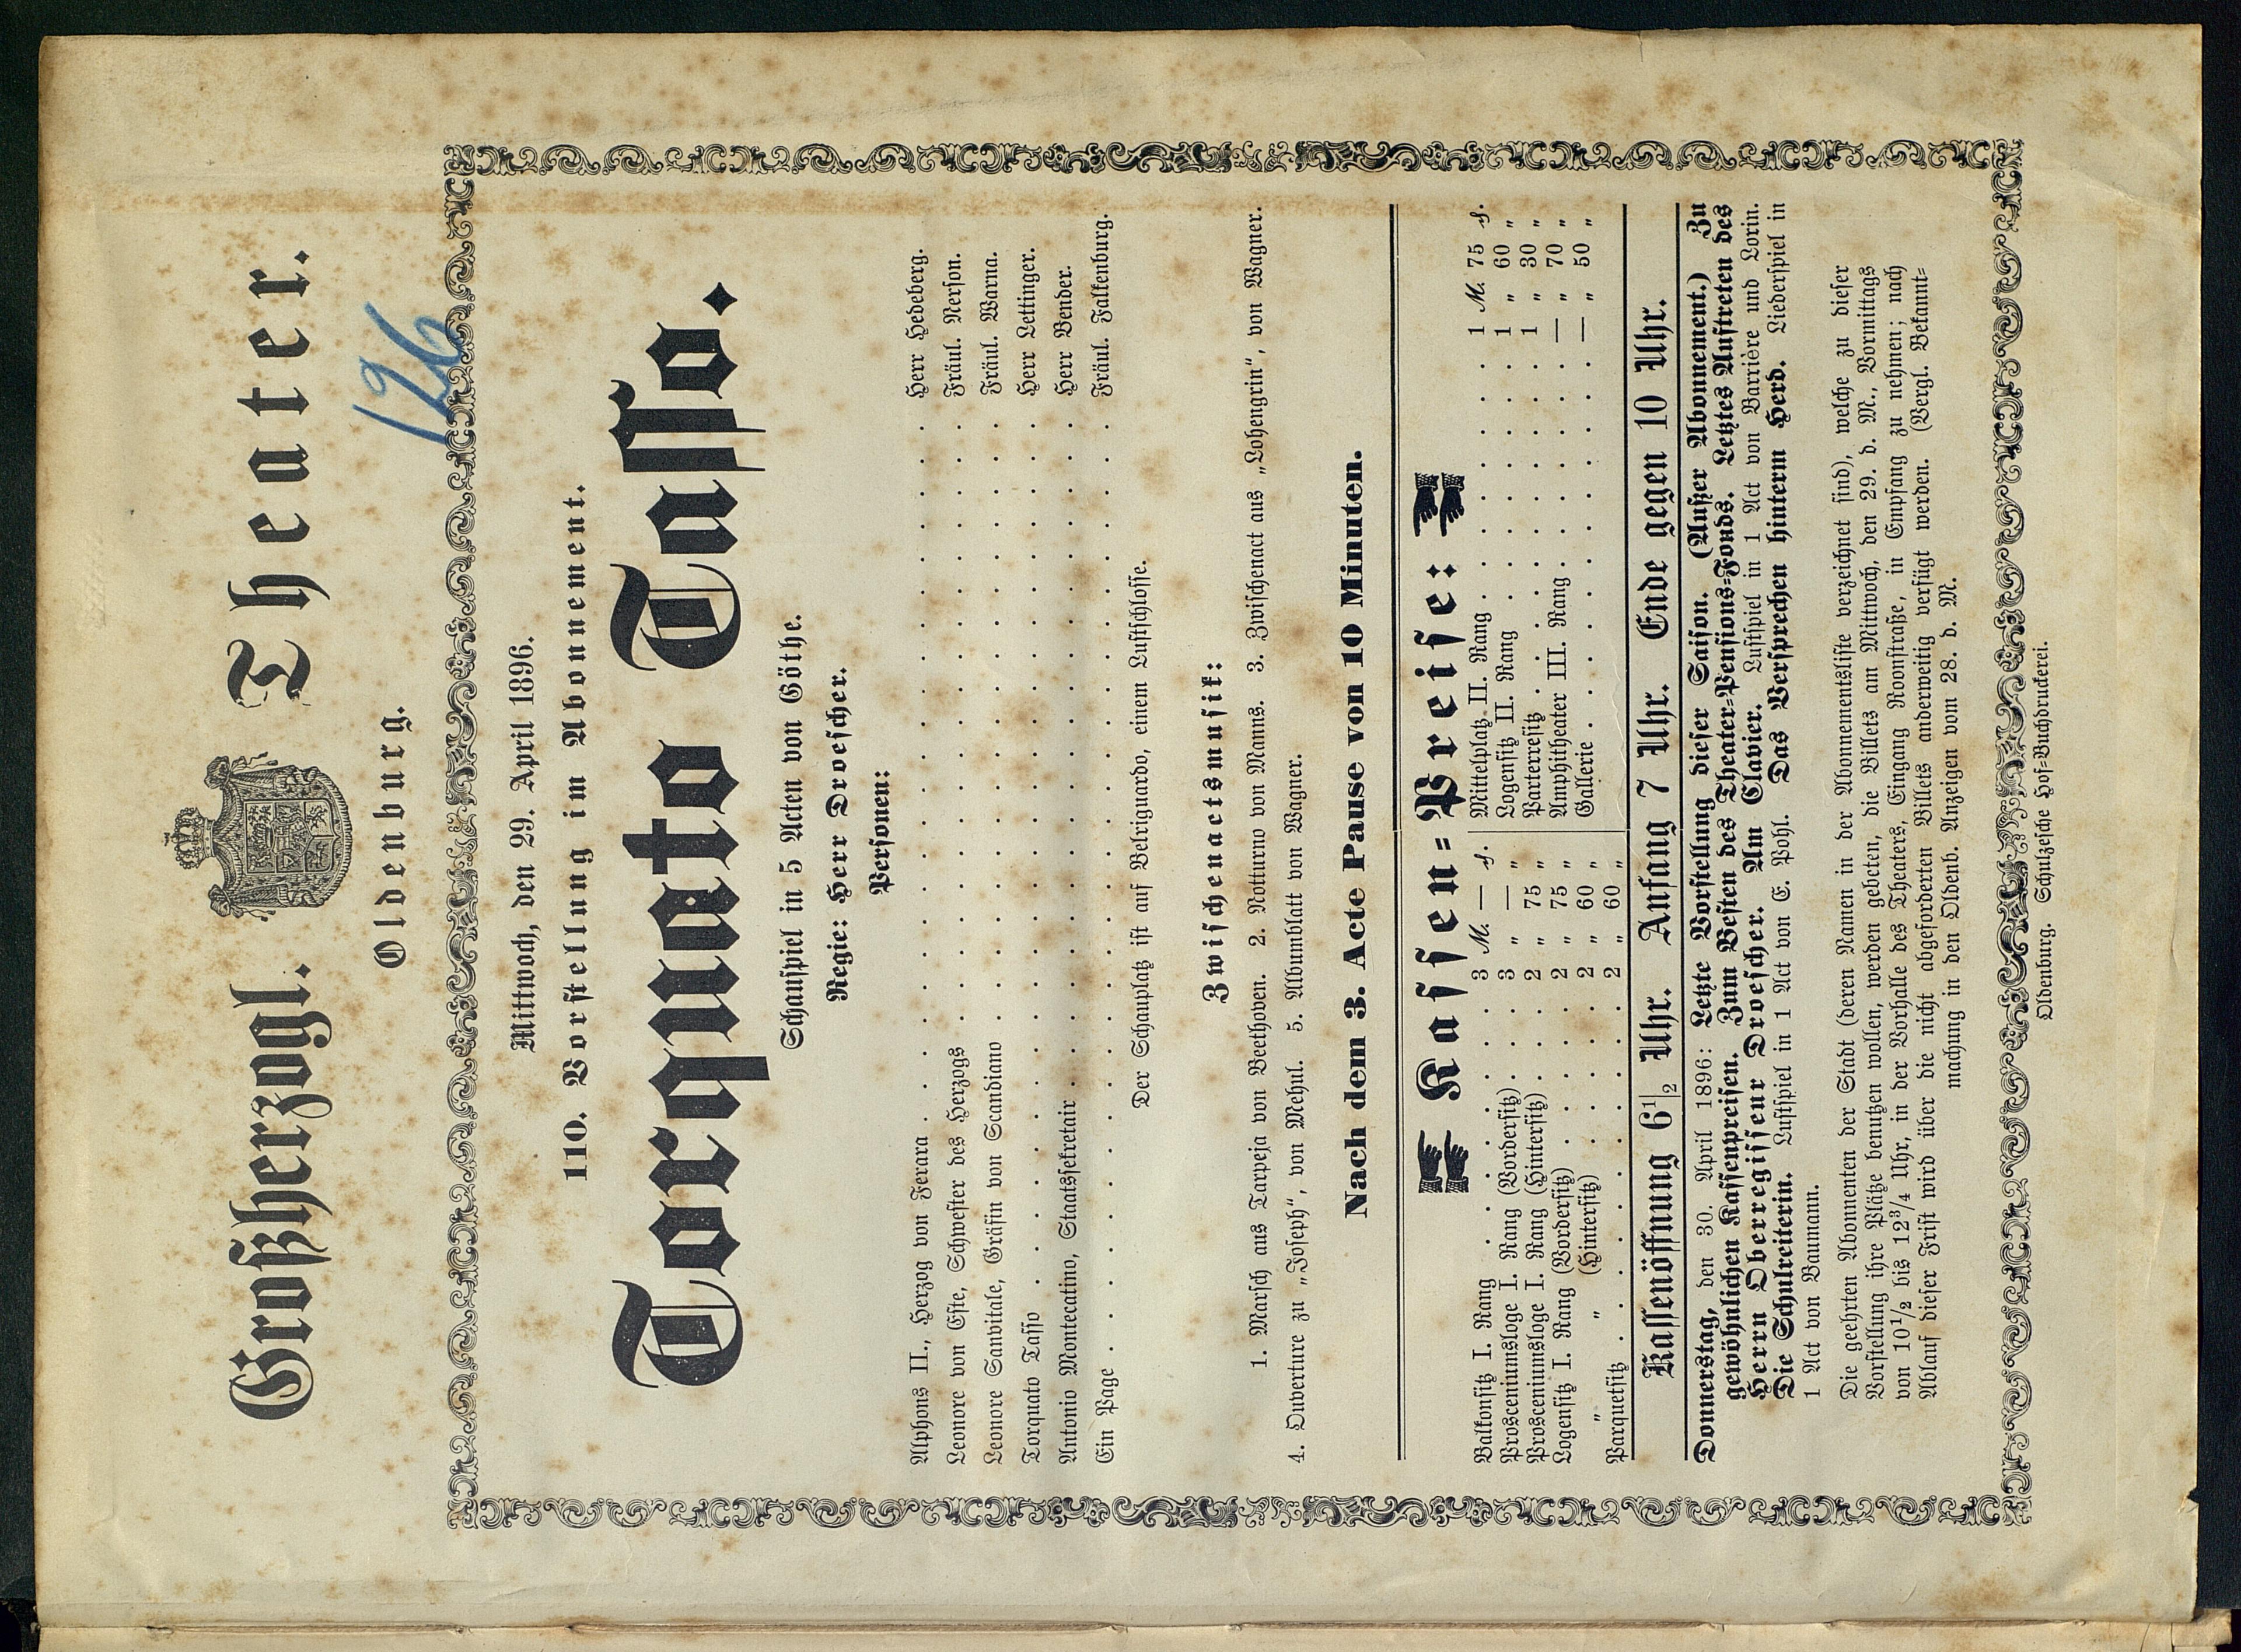 Großherzogl. Theater.
Oldenburg.
126
Mittwoch, den 29. April 1896.
110. Vorstellung im Abonnement.
Torquato Tasso.
Schauspiel in 5 Acten von Göthe.
Regie: Herr Droescher.
Personen:
Alphons II., Herzog von Ferara . . . . . . . . . . Herr Hedeberg.
Leonore von Este, Schwester des Herzogs . . . . . . . . . . Fräul. Nerson.
Leonore Sanvitale, Gräfin von Scandiano . . . . . . . . . . Fräul. Warna.
Torquato Tasso . . . . . . . . . . Herr Letinger.
Antonio Montecatino, Staatssekretair . . . . . . . . . . Herr Bender.
Ein Page . . . . . . . . . . Fräul. Falkenburg.
Der Schauplatz ist auf Belriguardo, einem Lustschlosse.
Zwischenactsmusik:
1. Marsch aus Tarpeja von Beethoven. 2. Notturno von Manns. 3. Zwischenact aus „Lohengrin“, von Wagner.
4. Ouverture zu „Joseph“, von Mehul. 5. Albumblatt von Wagner.
Nach dem 3. Acte Pause von 10 Minuten.
Kassen-Preise:
Balkonsitz I. Rang . . . . . 3 M. — ₰.
Prosceniumsloge I. Rang (Vordersitz) . . 3 „ — „
Prosceniumsloge I. Rang (Hintersitz) . . 2 „ 75 „
Logensitz I. Rang (Vordersitz) . . . . 2 „ 75 „
„ „ (Hintersitz) . . . . 2 „ 60 „
Parquetsitz . . . . . . 2 „ 60 „
Mittelplatz II. Rang . . . . . . 1 M. 75 ₰.
Logensitz II. Rang . . . . . . 1 „ 60 „
Parterresitz . . . . . . 1 „ 30 „
Amphitheater III. Rang . . . . . . — „ 70 „
Gallerie . . . . . . — „ 50 „
Kassenöffnung 6½ Uhr. Anfang 7 Uhr. Ende gegen 10 Uhr.
Donnerstag, den 30. April 1896: Letzte Vorstellung dieser Saison. (Außer Abonnement.) Zu
gewöhnlichen Kassenpreisen. Zum Besten des Theater-Pensions-Fonds. Letztes Auftreten des
Herrn Oberregisseur Droescher. Am Clavier. Lustspiel in 1 Act von Barrière und Lorin.
Die Schulreiterin. Lustspiel in 1 Act von E. Pohl. Das Versprechen hinterm Herd. Liederspiel in
1 Act von Baumann.
Die geehrten Abonnenten der Stadt (deren Namen in der Abonnementsliste verzeichnet sind), welche zu dieser
Vorstellung ihre Plätze benutzen wollen, werden gebeten, die Billets am Mittwoch, den 29. d. M., Vormittags
von 10½ bis 12¾ Uhr, in der Vorhalle des Theaters, Eingang Roonstraße, in Empfang zu nehmen; nach
Ablauf dieser Frist wird über die nicht abgeforderten Billets anderweitig verfügt werden. (Vergl. Bekannt-
machung in den Oldenb. Anzeigen vom 28. d. M.
Oldenburg. Schulzesche Hof-Buchdruckerei.